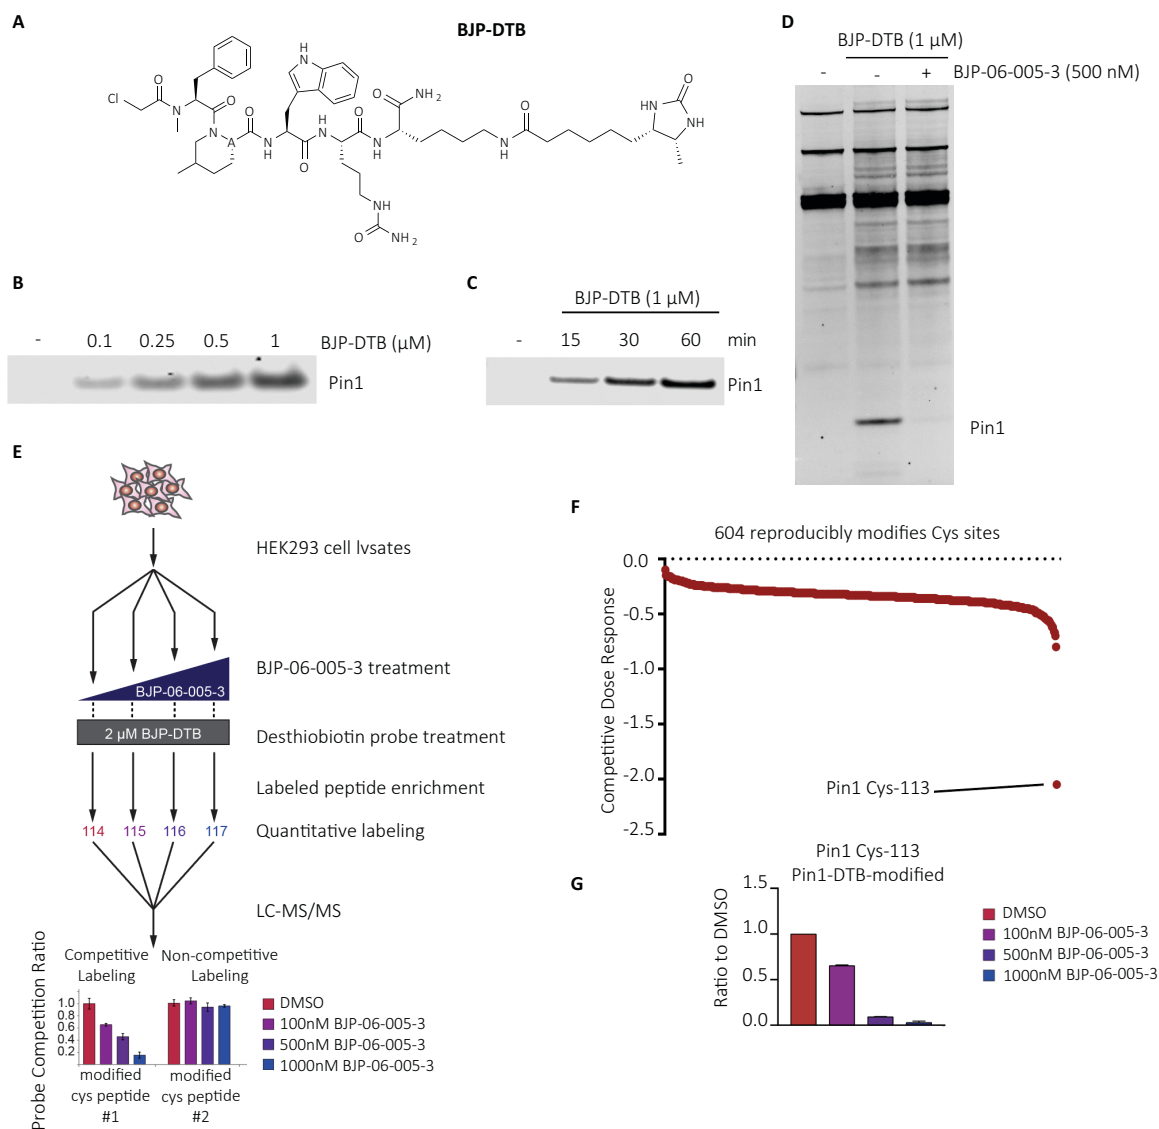 A
BJP-DTB
H
N
Cl
O
N
O
N
A
O
N
H
O
H
N
O
N
H
O
NH 2
N
H
O
O
HN
NH
NH
O
NH 2
B
-
0.1
0.25
0.5
1
BJP-DTB (µM)
Pin1
C
BJP-DTB (1 µM)
-
15
30
60
min
Pin1
D
BJP-DTB (1 µM)
-
-
+
BJP-06-005-3 (500 nM)
Pin1
E
HEK293 cell lvsates
BJP-06-005-3 treatment
BJP-06-005-3
2 µM BJP-DTB
Desthiobiotin probe treatment
Labeled peptide enrichment
114
115
116
117
Quantitative labeling
LC-MS/MS
Probe Competition Ratio
Competitive
Labeling
Non-competitive
Labeling
1.0
0.8
0.6
0.4
0.2
modified
cys peptide
#1
modified
cys peptide
#2
DMSO
100nM BJP-06-005-3
500nM BJP-06-005-3
1000nM BJP-06-005-3
F
604 reproducibly modifies Cys sites
Competitive Dose Response
0.0
-0.5
-1.0
-1.5
-2.0
-2.5
Pin1 Cys-113
G
Pin1 Cys-113
Pin1-DTB-modified
Ratio to DMSO
1.5
1.0
0.5
0.0
DMSO
100nM BJP-06-005-3
500nM BJP-06-005-3
1000nM BJP-06-005-3